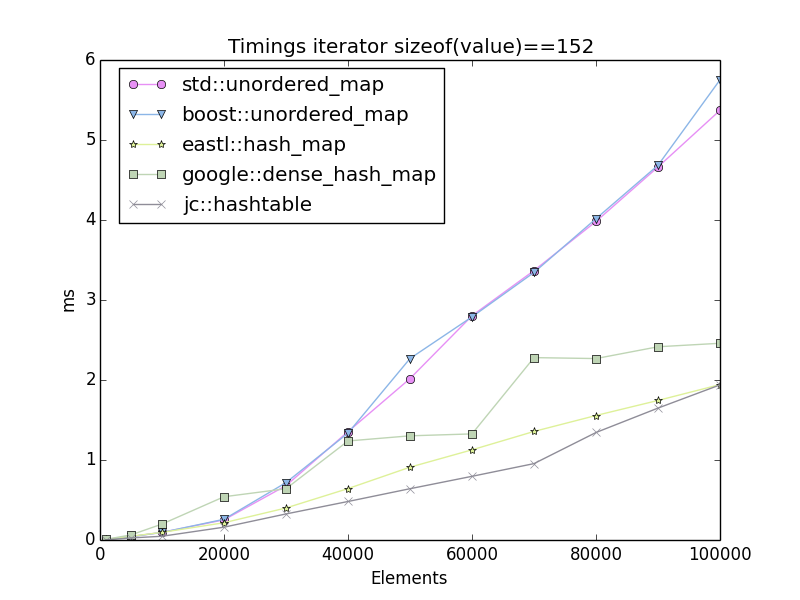 Timings iterator sizeof(value)==152
6
5
4
3
2
1
0
ms
std::unordered_map
boost::unordered_map
eastl::hash_map
google::dense_hash_map
jc::hashtable
0 20000 40000 60000 80000 100000
Elements